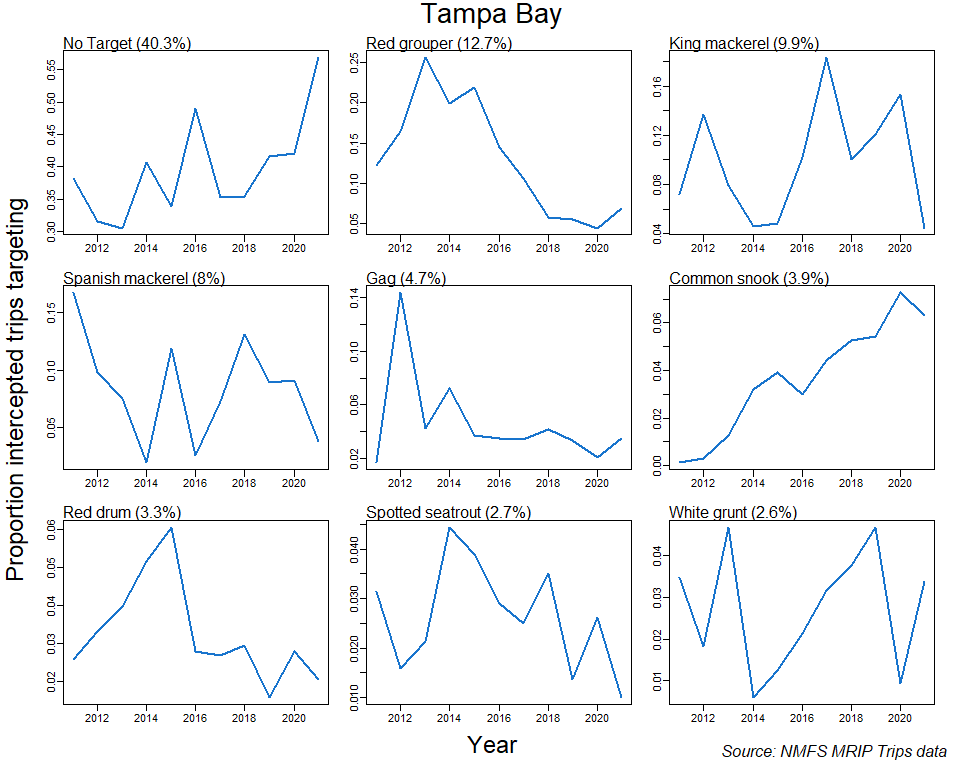 Tampa Bay
No Target (40.3%)
0.55
0.50
0.45
0.40
0.35
0.30
2012 2014 2016 2018 2020
Red grouper (12.7%)
0.25
0.20
0.15
0.10
0.05
2012 2014 2016 2018 2020
King mackerel (9.9%)
0.16
0.12
0.08
0.04
2012 2014 2016 2018 2020
Spanish mackerel (8%)
0.15
0.10
0.05
2012 2014 2016 2018 2020
Gag (4.7%)
0.14
0.10
0.06
0.02
2012 2014 2016 2018 2020
Common snook (3.9%)
0.06
0.04
0.02
0.00
2012 2014 2016 2018 2020
Red drum (3.3%)
0.06
0.05
0.04
0.03
0.02
2012 2014 2016 2018 2020
Spotted seatrout (2.7%)
0.040
0.030
0.020
0.010
2012 2014 2016 2018 2020
White grunt (2.6%)
0.04
0.03
0.02
0.01
2012 2014 2016 2018 2020
Proportion intercepted trips targeting
Year
Source: NMFS MRIP Trips data